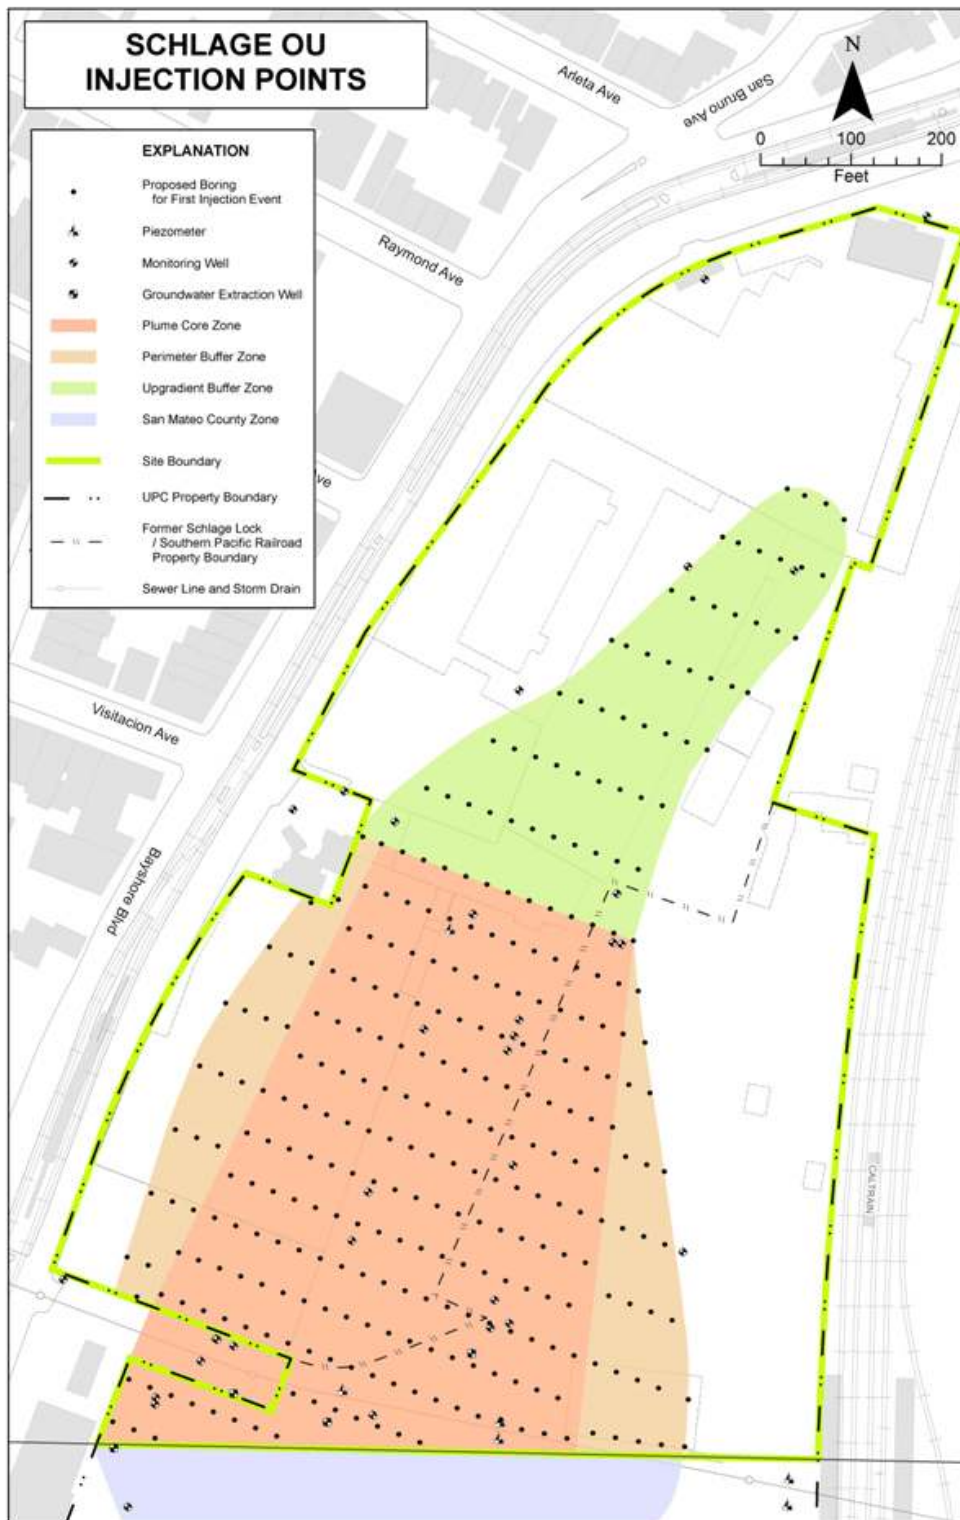 SCHLAGE OU
INJECTION POINTS
N
0 100 200
Feet
Arleta Ave
San Bruno Ave
Raymond Ave
EXPLANATION
Proposed Boring
for First Injection Event
Piezometer
Monitoring Well
Groundwater Extraction Well
Plume Core Zone
Perimeter Buffer Zone
Upgradient Buffer Zone
San Mateo County Zone
Site Boundary
UPC Property Boundary
Former Schlage Lock
/ Southern Pacific Railroad
Property Boundary
Sewer Line and Storm Drain
Visitacion Ave
Bayshore Blvd
CALTRAIN